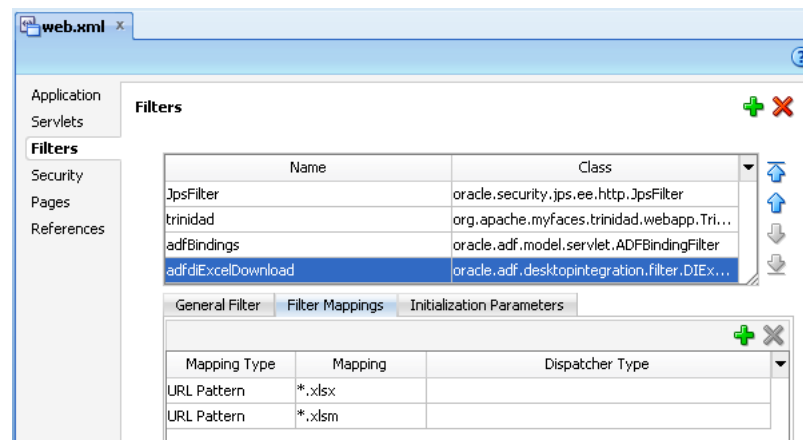 web.xml
Application
Servlets
Filters
Security
Pages
References
Filters
Name Class
JpsFilter oracle.security.jps.ee.http.JpsFilter
trinidad org.apache.myfaces.trinidad.webapp.Tri...
adfBindings oracle.adf.model.servlet.ADFBindingFilter
adfdiExcelDownload oracle.adf.desktopintegration.filter.DIEx...
General Filter Filter Mappings Initialization Parameters
Mapping Type Mapping Dispatcher Type
URL Pattern *.xlsx
URL Pattern *.xlsm